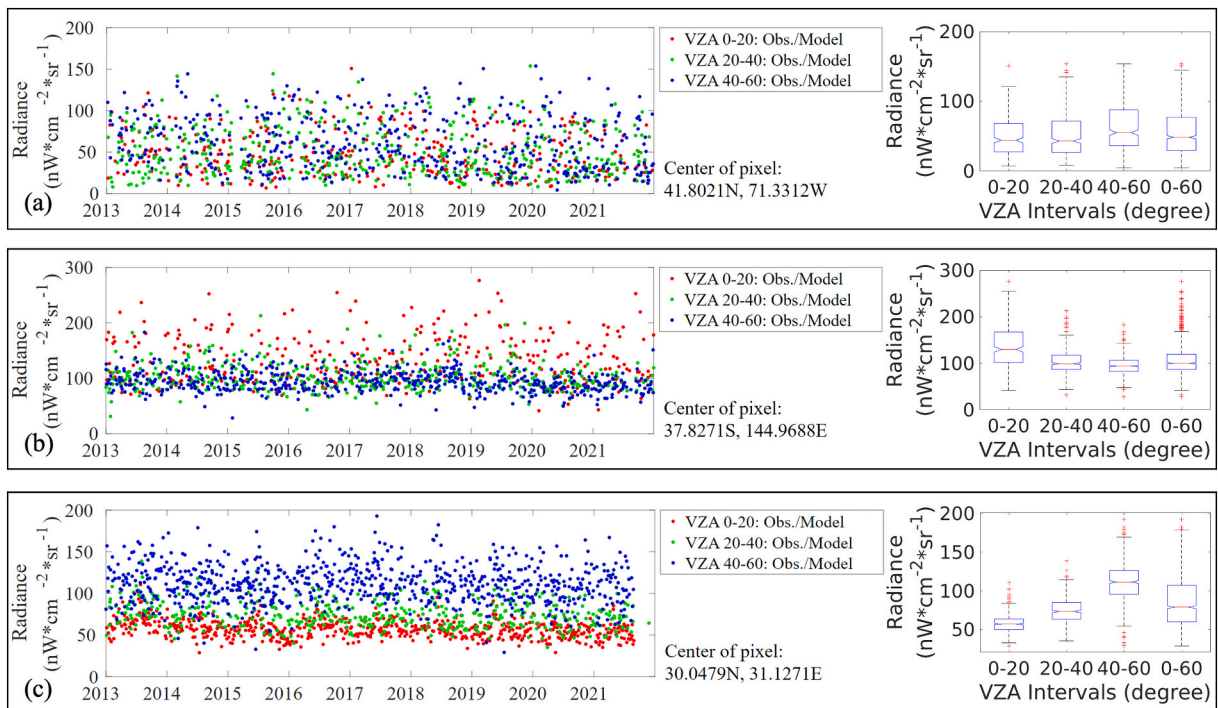 Radiance
(nW*cm -2*sr -1)
200
150
100
50
0
2013 2014 2015 2016 2017 2018 2019 2020 2021
(a)
VZA 0-20: Obs./Model
VZA 20-40: Obs./Model
VZA 40-60: Obs./Model
Center of pixel:
41.8021N, 71.3312W
Radiance
(nW*cm-2*sr-1)
200
100
0
0-20 20-40 40-60 0-60
VZA Intervals (degree)
Radiance
(nW*cm -2*sr -1)
300
200
100
0
2013 2014 2015 2016 2017 2018 2019 2020 2021
(b)
VZA 0-20: Obs./Model
VZA 20-40: Obs./Model
VZA 40-60: Obs./Model
Center of pixel:
37.8271S, 144.9688E
Radiance
(nW*cm-2*sr-1)
300
200
100
0
0-20 20-40 40-60 0-60
VZA Intervals (degree)
Radiance
(nW*cm -2*sr -1)
200
150
100
50
0
2013 2014 2015 2016 2017 2018 2019 2020 2021
(c)
VZA 0-20: Obs./Model
VZA 20-40: Obs./Model
VZA 40-60: Obs./Model
Center of pixel:
30.0479N, 31.1271E
Radiance
(nW*cm-2*sr-1)
200
150
100
50
0-20 20-40 40-60 0-60
VZA Intervals (degree)